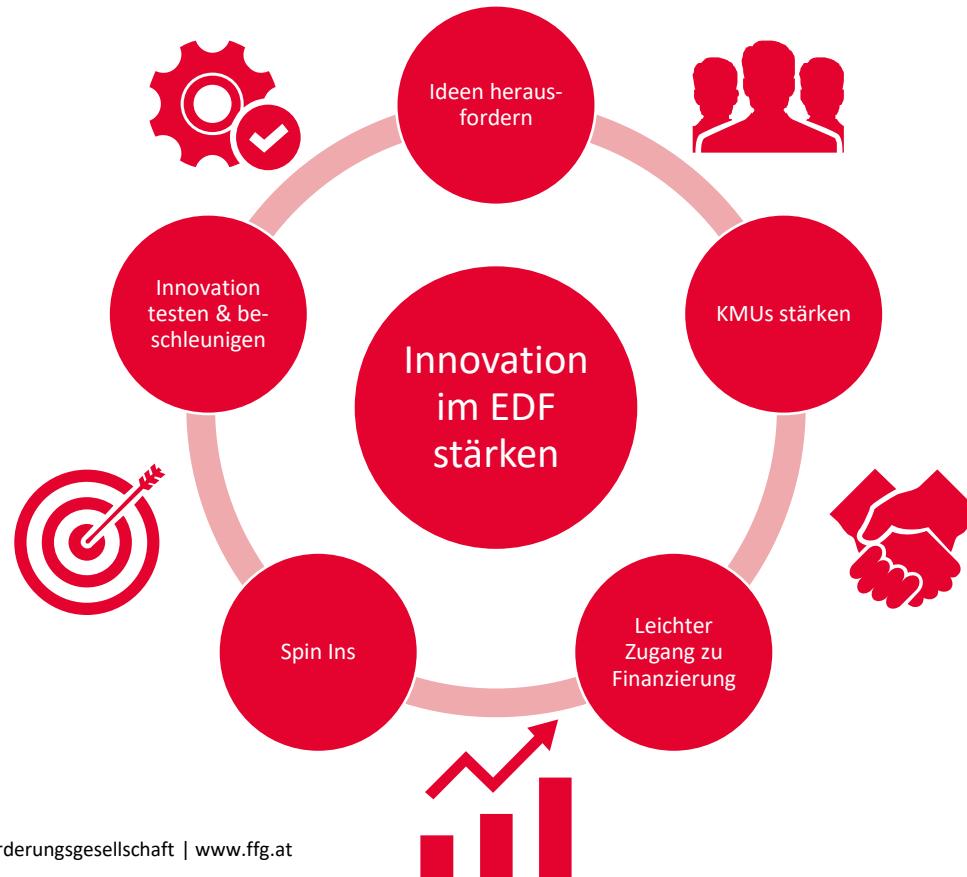 Ideen heraus-
fordern
KMUs stärken
Leichter
Zugang zu
Finanzierung
Spin Ins
Innovation
testen & be-
schleunigen
Innovation
im EDF
stärken
rderungsgesellschaft | www.ffg.at